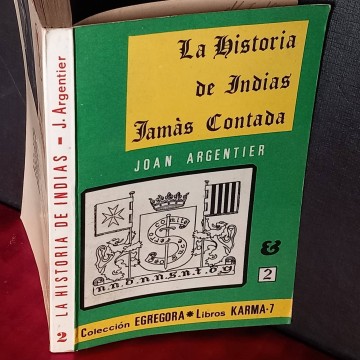 La Historia
de Indias
Jamàs Contada
JOAN ARGENTIER
2
Colección EGREGORA * Libros KARMA-7
2 LA HISTORIA DE INDIAS - J. Argentier